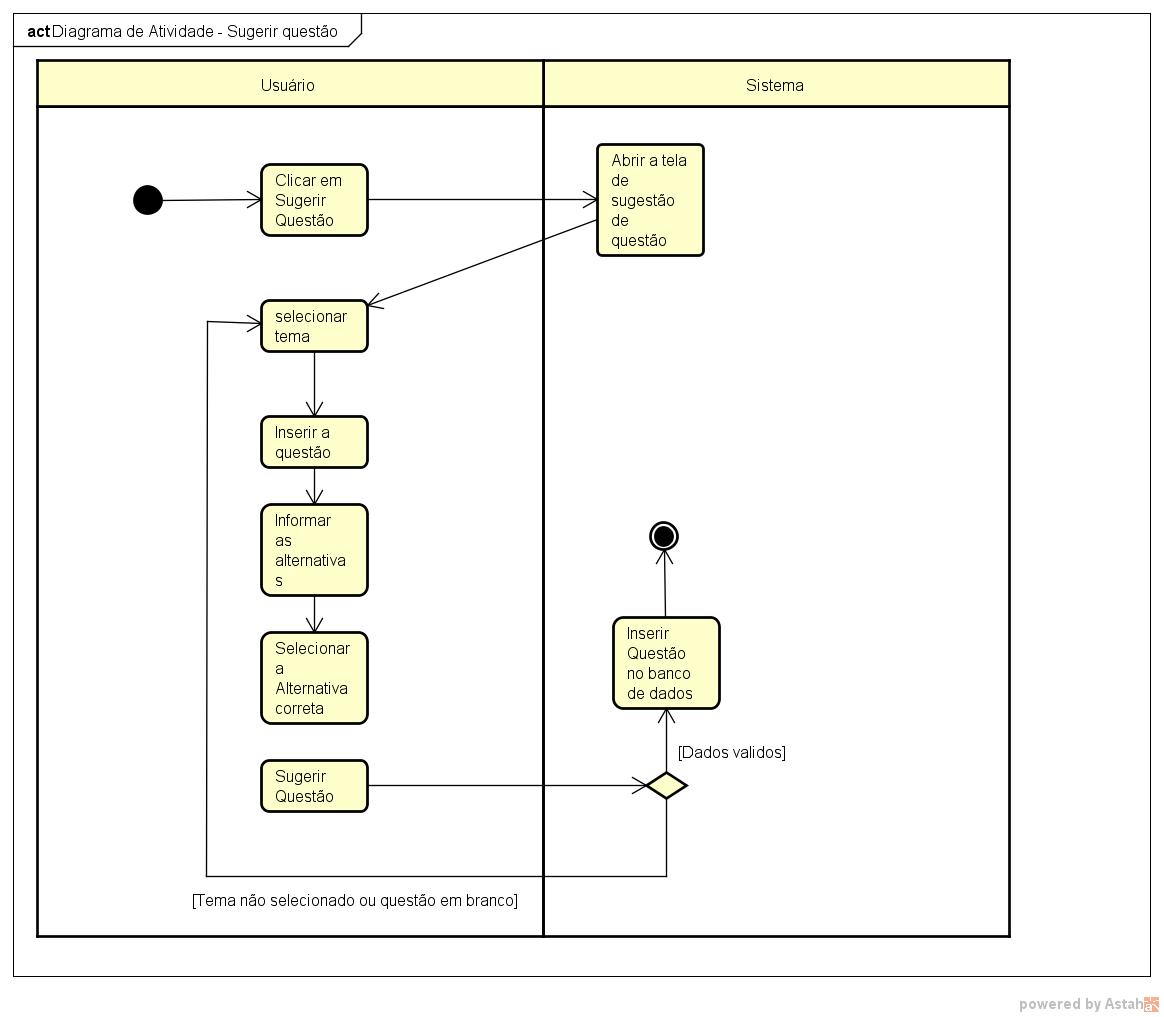 act Diagrama de Atividade - Sugerir questão
Usuário
Sistema
Clicar em
Sugerir
Questão
Abrir a tela
de
sugestão
de
questão
selecionar
tema
Inserir a
questão
Informar
as
alternativa
s
Selecionar
a
Alternativa
correta
Inserir
Questão
no banco
de dados
[Dados validos]
Sugerir
Questão
[Tema não selecionado ou questão em branco]
powered by Astah